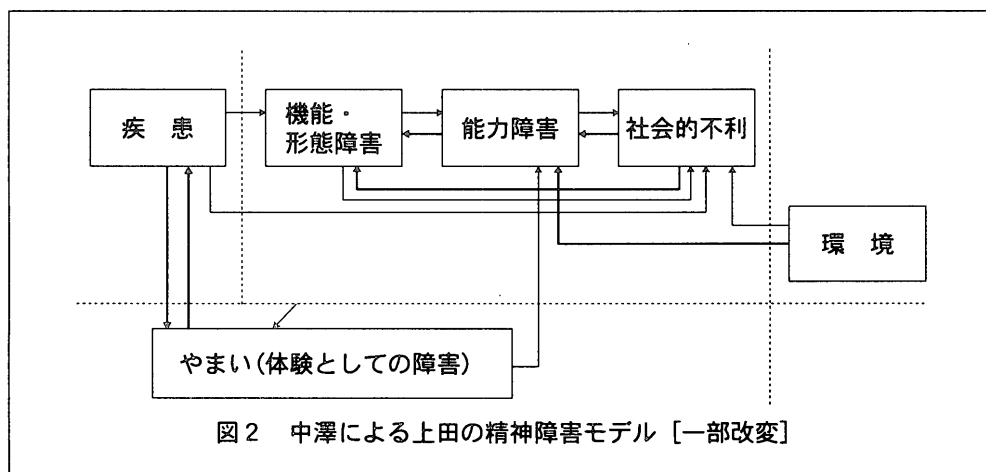 疾 患
機能・
形態障害
能力障害
社会的不利
環 境
やまい(体験としての障害)
図2 中澤による上田の精神障害モデル [一部改変]